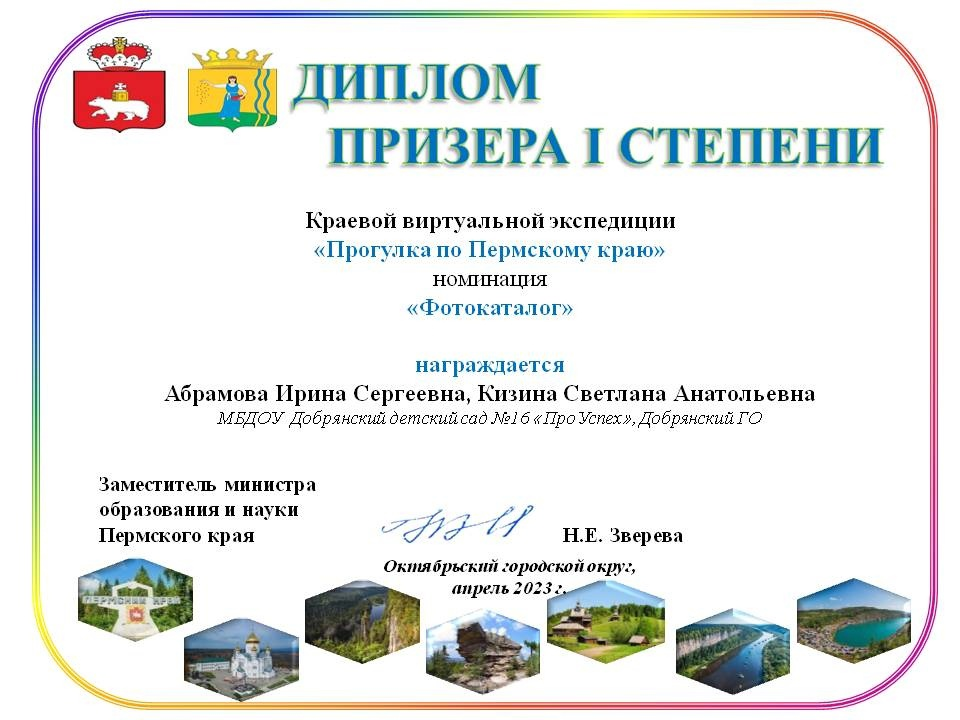 ДИПЛОМ
ПРИЗЕРА I СТЕПЕНИ
Краевой виртуальной экспедиции
«Прогулка по Пермскому краю»
номинация
«Фотокаталог»
награждается
Абрамова Ирина Сергеевна, Кизина Светлана Анатольевна
МБДОУ Добрянский детский сад №16 «ПроУспех», Добрянский ГО
Заместитель министра
образования и науки
Пермского края
Н.Е. Зверева
Октябрьский городской округ,
апрель 2023 г.
ПЕРМСКИЙ КРАЙ